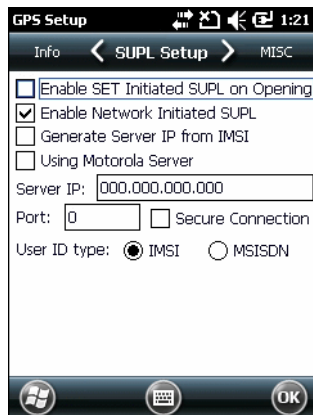 GPS Setup 1:21
Info SUPL Setup MISC
Enable SET Initiated SUPL on Opening
Enable Network Initiated SUPL
Generate Server IP from IMSI
Using Motorola Server
Server IP: 000.000.000.000
Port: 0 Secure Connection
User ID type: IMSI MSISDN
OK